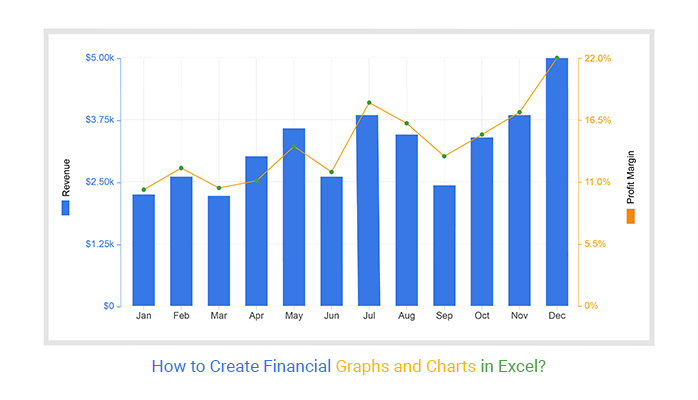 $5.00k
22.0%
$3.75k
16.5%
$2.50k
11.0%
$1.25k
5.5%
$0
0%
Revenue
Profit Margin
Jan Feb Mar Apr May Jun Jul Aug Sep Oct Nov Dec
How to Create Financial Graphs and Charts in Excel?